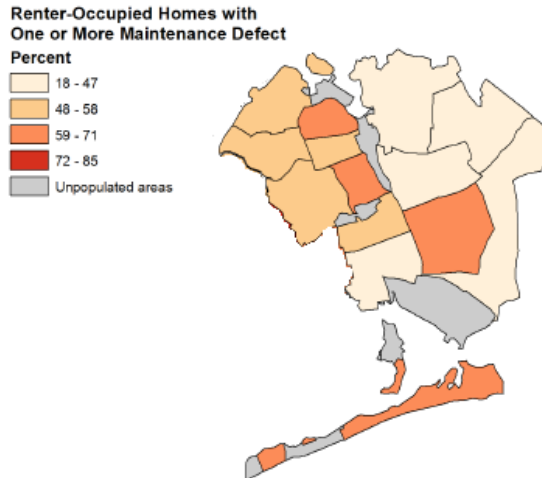 Renter-Occupied Homes with
One or More Maintenance Defect
Percent
18 - 47
48 - 58
59 - 71
72 - 85
Unpopulated areas